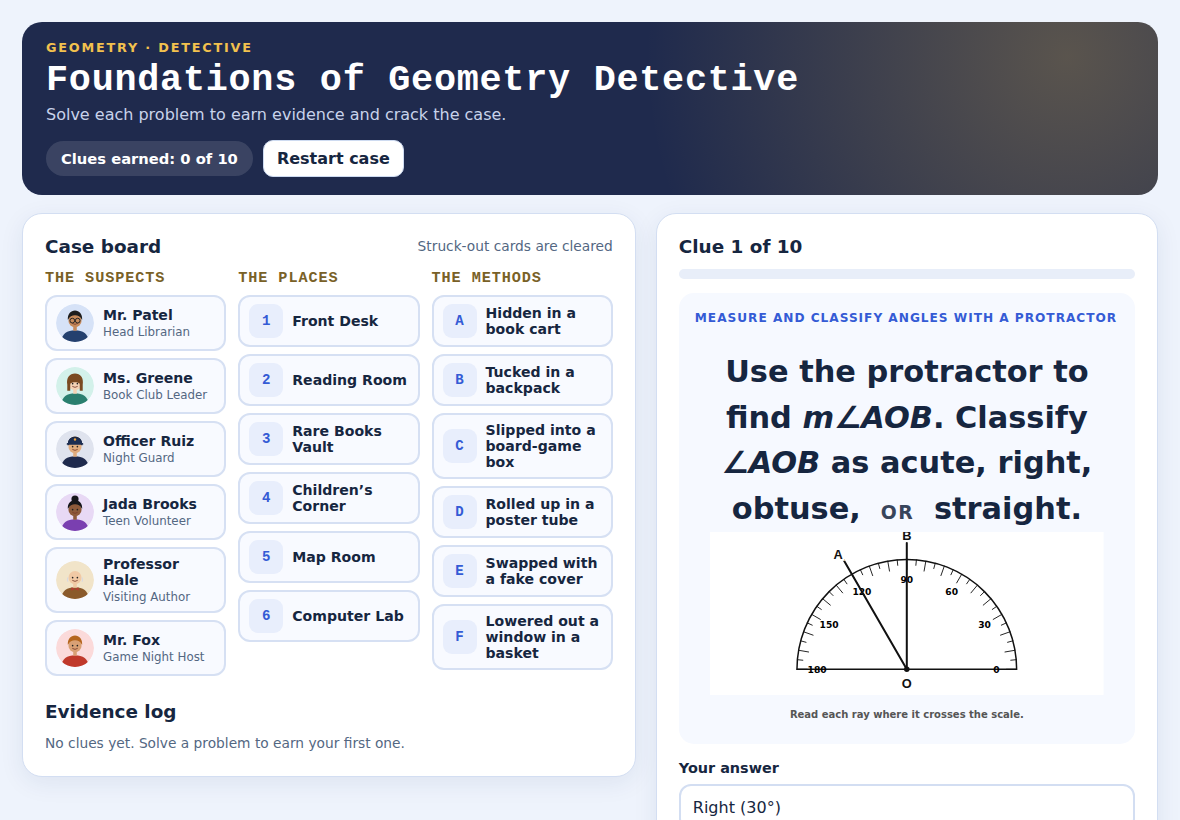 GEOMETRY · DETECTIVE
Foundations of Geometry Detective
Solve each problem to earn evidence and crack the case.
Clues earned: 0 of 10
Restart case
Case board
Struck-out cards are cleared
THE SUSPECTS
Mr. Patel
Head Librarian
Ms. Greene
Book Club Leader
Officer Ruiz
Night Guard
Jada Brooks
Teen Volunteer
Professor
Hale
Visiting Author
Mr. Fox
Game Night Host
THE PLACES
1 Front Desk
2 Reading Room
3 Rare Books
Vault
4 Children’s
Corner
5 Map Room
6 Computer Lab
THE METHODS
A Hidden in a
book cart
B Tucked in a
backpack
C Slipped into a
board-game
box
D Rolled up in a
poster tube
E Swapped with
a fake cover
F Lowered out a
window in a
basket
Evidence log
No clues yet. Solve a problem to earn your first one.
Clue 1 of 10
MEASURE AND CLASSIFY ANGLES WITH A PROTRACTOR
Use the protractor to
find m∠AOB. Classify
∠AOB as acute, right,
obtuse, OR straight.
B
A
90
120
60
150
30
180
0
O
Read each ray where it crosses the scale.
Your answer
Right (30°)